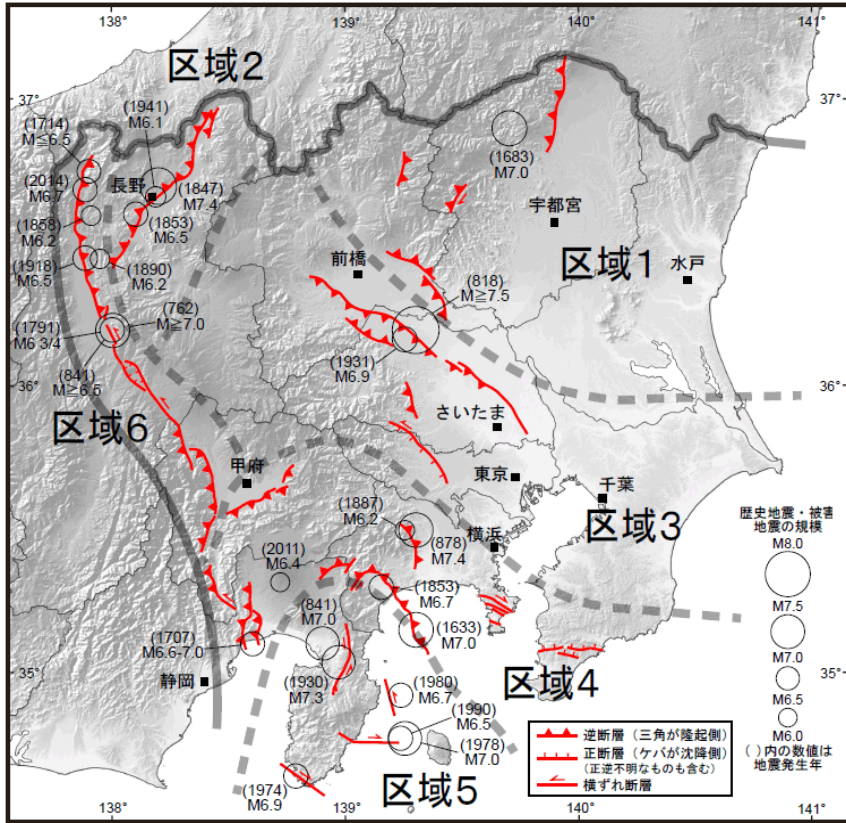 138°
139°
140°
141°
37°
37°
区域2
(1941)
M6.1
(1714)
M≦6.5
(2014)
M6.7
長野
(1847)
M7.4
(1853)
M6.5
(1858)
M6.2
(1918)
M6.5
(1890)
M6.2
(1683)
M7.0
宇都宮
前橋
区域1
水戸
(818)
M≧7.5
(762)
M≧7.0
(1791)
M6 3/4
(841)
M≧6.5
(1931)
M6.9
36°
36°
区域6
さいたま
甲府
東京
千葉
(1887)
M6.2
横浜
区域3
(878)
M7.4
(2011)
M6.4
(1853)
M6.7
(841)
M7.0
(1633)
M7.0
(1707)
M6.6-7.0
35°
35°
静岡
(1930)
M7.3
(1980)
M6.7
区域4
(1990)
M6.5
(1978)
M7.0
(1974)
M6.9
区域5
歴史地震・被害
地震の規模
M8.0
M7.5
M7.0
M6.5
M6.0
( )内の数値は
地震発生年
逆断層(三角が隆起側)
正断層(ケバが沈降側)
(正逆不明なものも含む)
横ずれ断層
138°
139°
140°
141°